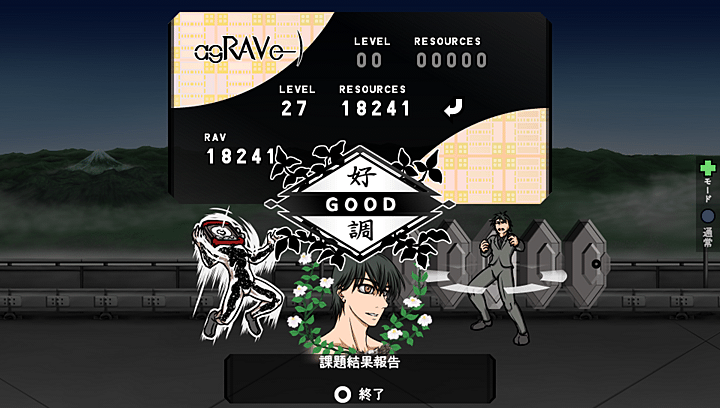 agRAVe—)
LEVEL RESOURCES
00 00000
LEVEL RESOURCES
27 18241
RAV
18241
好
GOOD
調
モード
通常
課題結果報告
終了